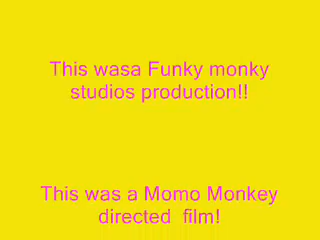 This wasa Funky monky
studios production!!
This was a Momo Monkey
directed  film!